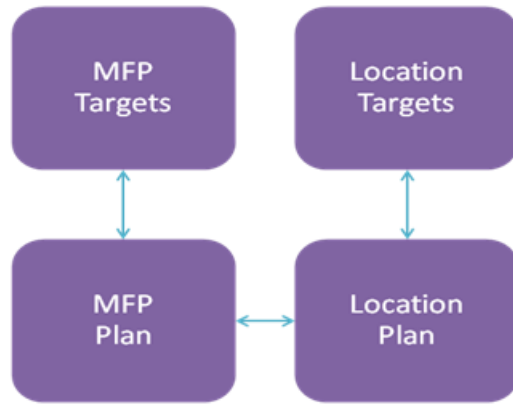 MFP
Targets
Location
Targets
MFP
Plan
Location
Plan